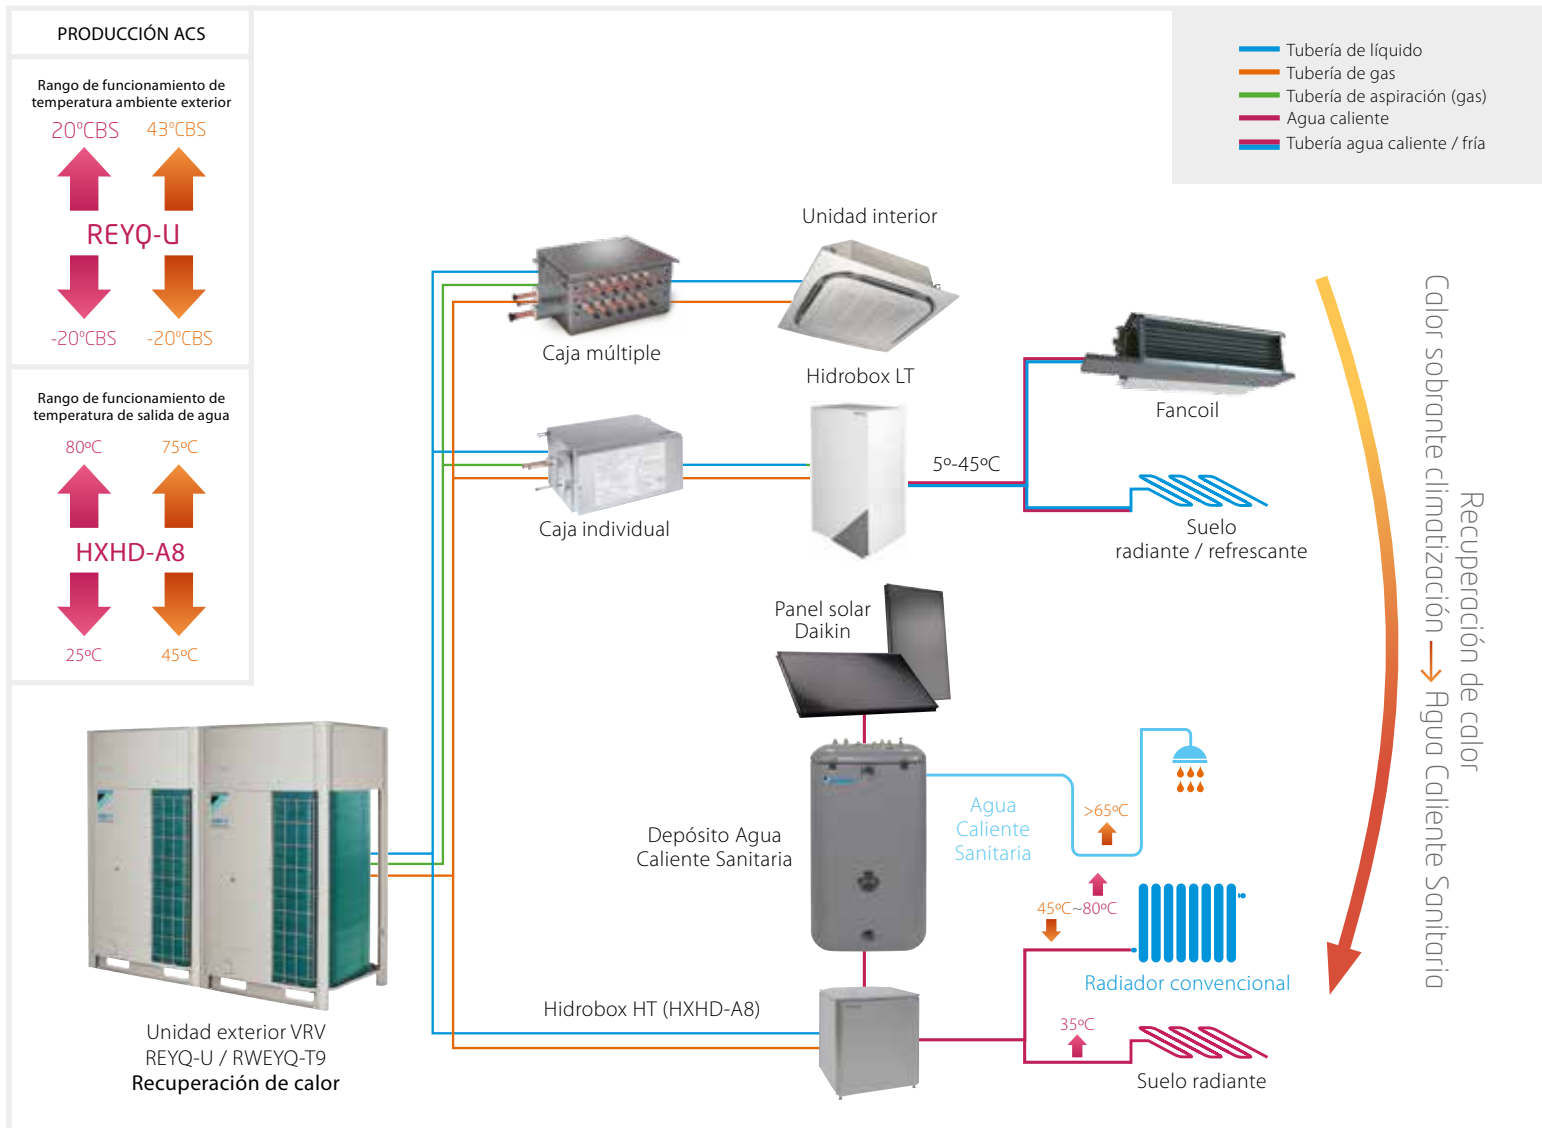 PRODUCCIÓN ACS
Rango de funcionamiento de
temperatura ambiente exterior
20ºCBS 43ºCBS
REYQ-U
-20ºCBS -20ºCBS
Rango de funcionamiento de
temperatura de salida de agua
80ºC 75ºC
HXHD-A8
25ºC 45ºC
Tubería de líquido
Tubería de gas
Tubería de aspiración (gas)
Agua caliente
Tubería agua caliente / fría
Unidad interior
Caja múltiple
Hidrobox LT
Fancoil
5º-45ºC
Caja individual
Suelo
radiante / refrescante
Panel solar
Daikin
Depósito Agua
Caliente Sanitaria
Agua
Caliente
Sanitaria
>65ºC
45ºC~80ºC
Radiador convencional
Hidrobox HT (HXHD-A8)
35ºC
Suelo radiante
Unidad exterior VRV
REYQ-U / RWEYQ-T9
Recuperación de calor
Recuperación de calor
Calor sobrante climatización → Agua Caliente Sanitaria